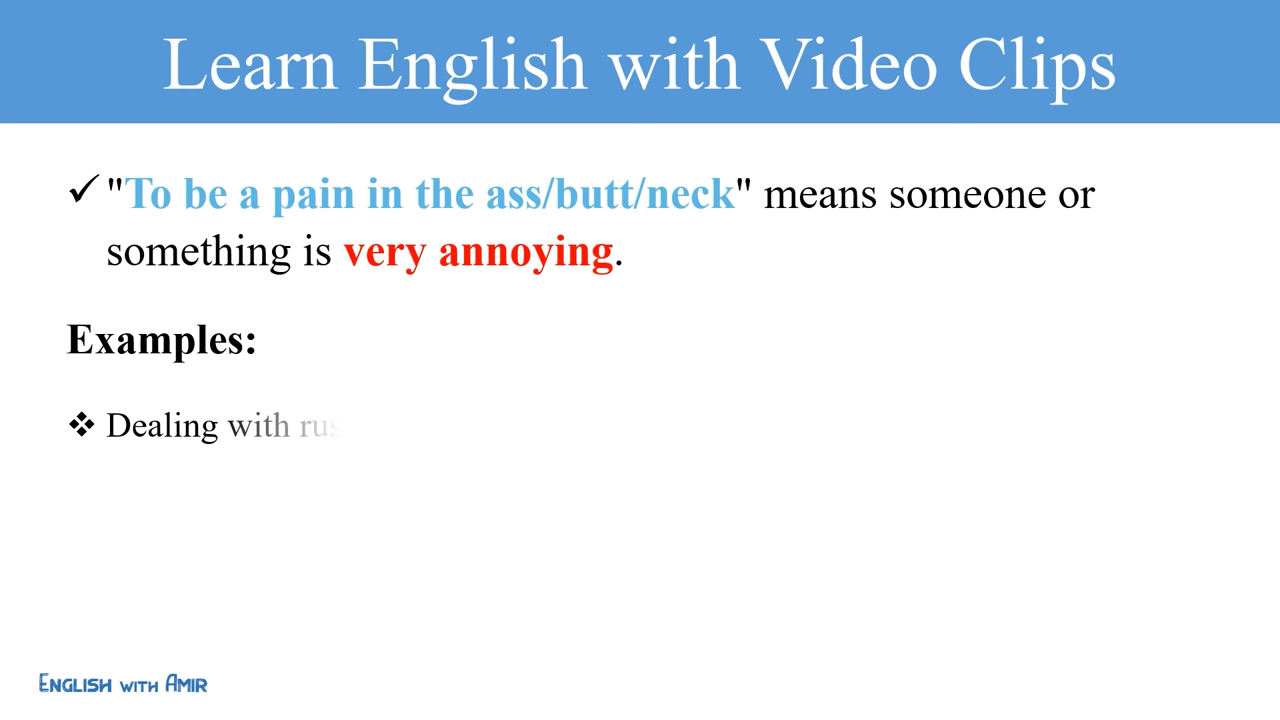 Learn English with Video Clips
✓ "To be a pain in the ass/butt/neck" means someone or
something is very annoying.
Examples:
❖ Dealing with
English with Amir